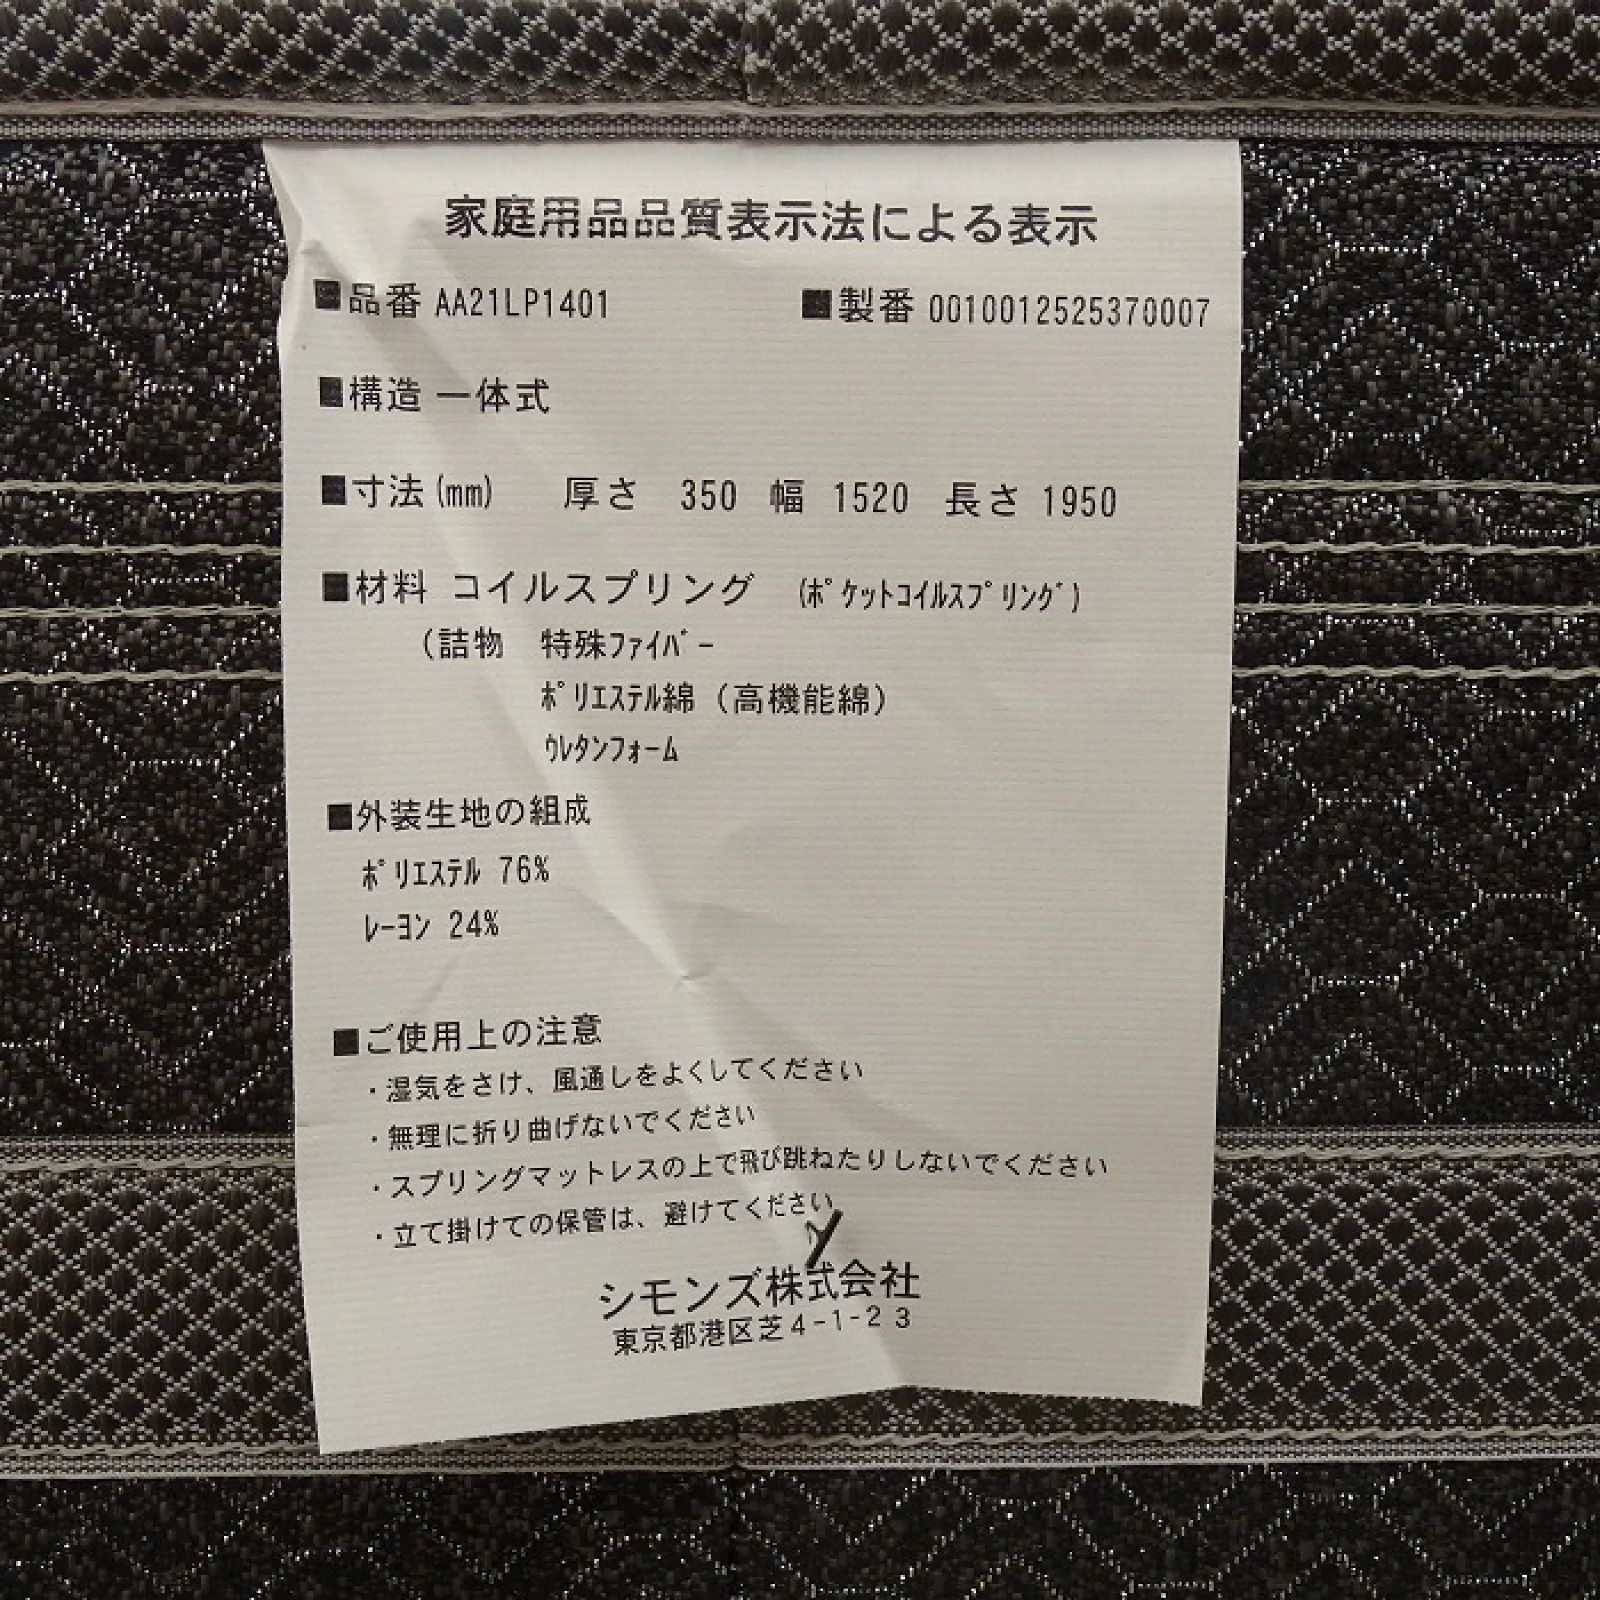 家庭用品品質表示法による表示
■品番 AA21LP1401 ■製番 0010012525370007
■構造 一体式
■寸法(mm) 厚さ 350 幅 1520 長さ 1950
■材料 コイルスプリング (ﾎﾟｹｯﾄｺｲﾙｽﾌﾟﾘﾝｸﾞ)
(詰物 特殊ﾌｧｲﾊﾞｰ
ﾎﾟﾘｴｽﾃﾙ綿(高機能綿)
ｳﾚﾀﾝﾌｫｰﾑ
■外装生地の組成
ﾎﾟﾘｴｽﾃﾙ 76%
ﾚｰﾖﾝ 24%
■ご使用上の注意
・湿気をさけ、風通しをよくしてください
・無理に折り曲げないでください
・スプリングマットレスの上で飛び跳ねたりしないでください
・立て掛けての保管は、避けてください
シモンズ株式会社
東京都港区芝4-1-23